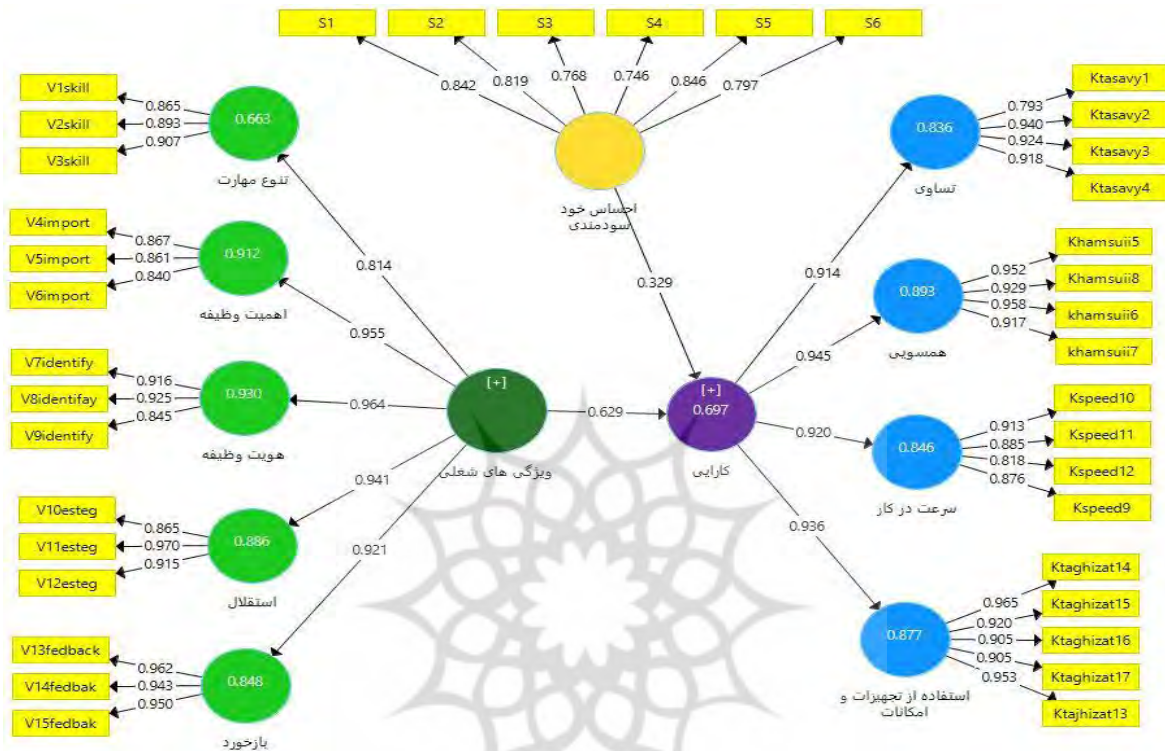 S1
S2
S3
S4
S5
S6
0.842
0.819
0.768
0.746
0.846
0.797
احساس خود
سودمندی
0.329
V1skill
V2skill
V3skill
0.865
0.893
0.907
0.663
تنوع مهارت
0.814
V4import
V5import
V6import
0.867
0.861
0.840
0.912
اهمیت وظیفه
0.955
V7identify
V8identifay
V9identify
0.916
0.925
0.845
0.930
هویت وظیفه
0.964
V10esteg
V11esteg
V12esteg
0.865
0.970
0.915
0.886
استقلال
0.941
V13fedback
V14fedbak
V15fedbak
0.962
0.943
0.950
0.848
بازخورد
0.921
[+]
ویژگی های شغلی
0.629
[+]
0.697
کارایی
0.914
0.836
تساوی
0.793
0.940
0.924
0.918
Ktasavy1
Ktasavy2
Ktasavy3
Ktasavy4
0.945
0.893
همسویی
0.952
0.929
0.958
0.917
Khamsuii5
Khamsuii8
khamsuii6
khamsuii7
0.920
0.846
سرعت در کار
0.913
0.885
0.818
0.876
Kspeed10
Kspeed11
Kspeed12
Kspeed9
0.936
0.877
استفاده از تجهیزات و
امکانات
0.965
0.920
0.905
0.905
0.953
Ktaghizat14
Ktaghizat15
Ktaghizat16
Ktaghizat17
Ktajhizat13